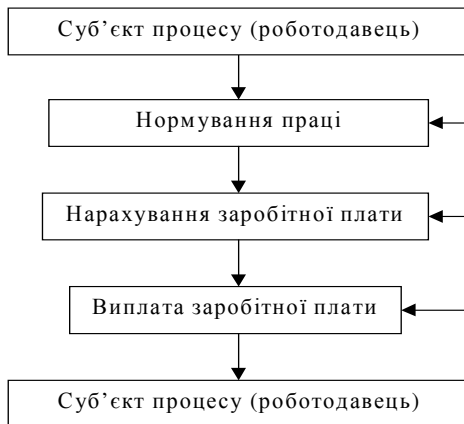 Суб’єкт процесу (роботодавець)
Нормування праці
Нарахування заробітної плати
Виплата заробітної плати
Суб’єкт процесу (роботодавець)